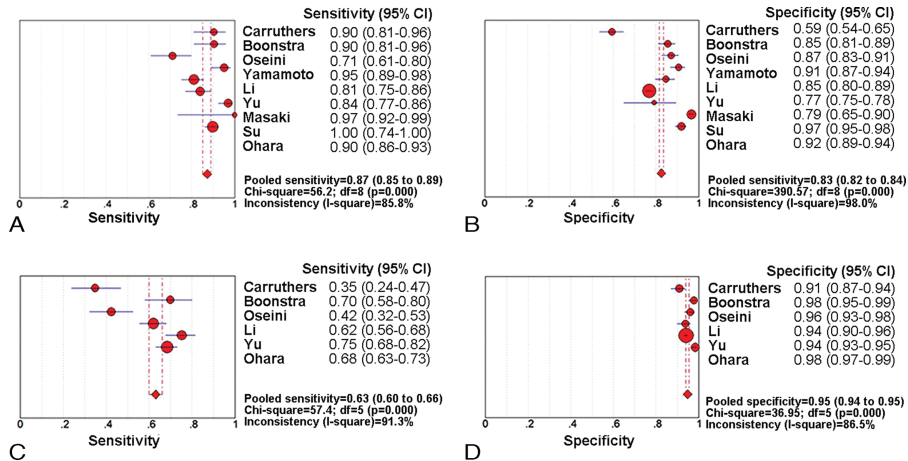 Sensitivity (95% CI)
Carruthers 0.90 (0.81-0.96)
Boonstra 0.90 (0.81-0.96)
Oseini 0.71 (0.61-0.80)
Yamamoto 0.95 (0.89-0.98)
Li 0.81 (0.75-0.86)
Yu 0.84 (0.77-0.86)
Masaki 0.97 (0.92-0.99)
Su 1.00 (0.74-1.00)
Ohara 0.90 (0.86-0.93)
Pooled sensitivity=0.87 (0.85 to 0.89)
Chi-square=56.2; df=8 (p=0.000)
Inconsistency (I-square)=85.8%
0 .2 .4 .6 .8 1
Sensitivity
A
Specificity (95% CI)
Carruthers 0.59 (0.54-0.65)
Boonstra 0.85 (0.81-0.89)
Oseini 0.87 (0.83-0.91)
Yamamoto 0.91 (0.87-0.94)
Li 0.85 (0.80-0.89)
Yu 0.77 (0.75-0.78)
Masaki 0.79 (0.65-0.90)
Su 0.97 (0.95-0.98)
Ohara 0.92 (0.89-0.94)
Pooled sensitivity=0.83 (0.82 to 0.84)
Chi-square=390.57; df=8 (p=0.000)
Inconsistency (I-square)=98.0%
0 .2 .4 .6 .8 1
Specificity
B
Sensitivity (95% CI)
Carruthers 0.35 (0.24-0.47)
Boonstra 0.70 (0.58-0.80)
Oseini 0.42 (0.32-0.53)
Li 0.62 (0.56-0.68)
Yu 0.75 (0.68-0.82)
Ohara 0.68 (0.63-0.73)
Pooled sensitivity=0.63 (0.60 to 0.66)
Chi-square=57.4; df=5 (p=0.000)
Inconsistency (I-square)=91.3%
0 .2 .4 .6 .8 1
Sensitivity
C
Specificity (95% CI)
Carruthers 0.91 (0.87-0.94)
Boonstra 0.98 (0.95-0.99)
Oseini 0.96 (0.93-0.98)
Li 0.94 (0.90-0.96)
Yu 0.94 (0.93-0.95)
Ohara 0.98 (0.97-0.99)
Pooled specificity=0.95 (0.94 to 0.95)
Chi-square=36.95; df=5 (p=0.000)
Inconsistency (I-square)=86.5%
0 .2 .4 .6 .8 1
Specificity
D